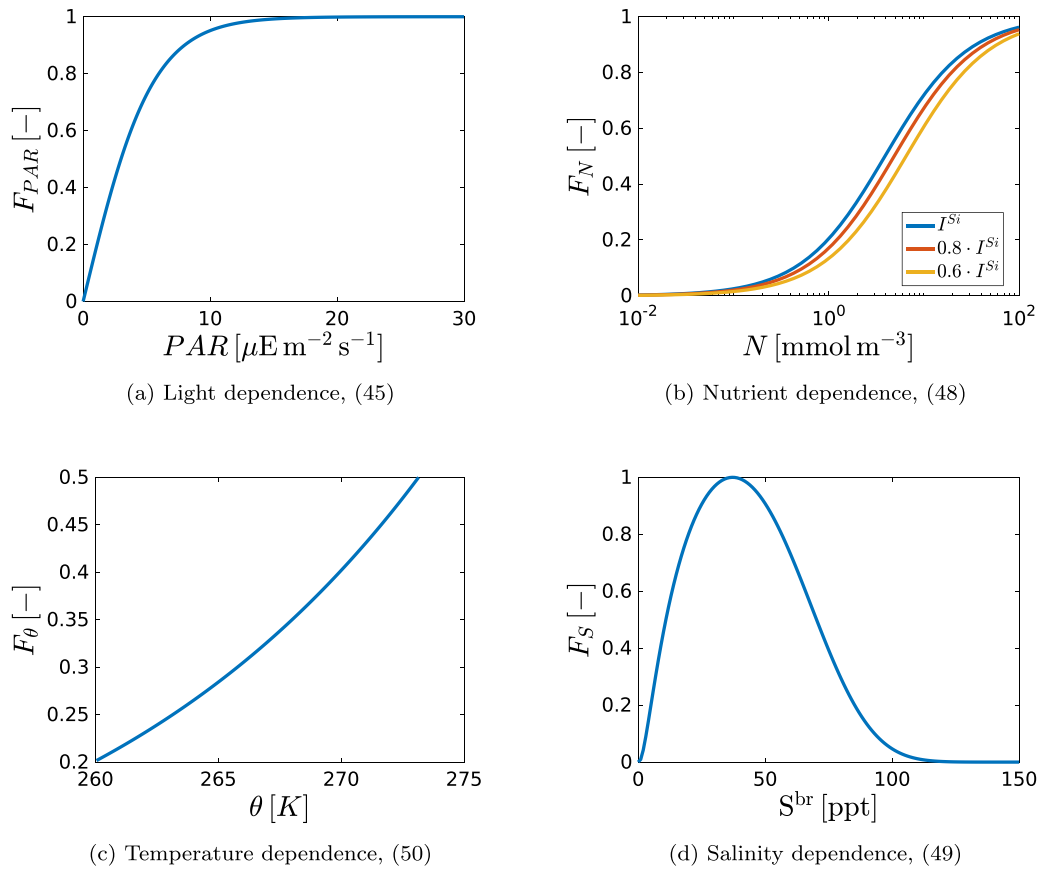 1
0.8
0.6
0.4
0.2
0
F_{PAR} [−]
0 10 20 30
PAR [μE m^{−2} s^{−1}]
(a) Light dependence, (45)
1
0.8
0.6
0.4
0.2
0
F_N [−]
I^{Si}
0.8 · I^{Si}
0.6 · I^{Si}
10^{-2} 10^{0} 10^{2}
N [mmol m^{−3}]
(b) Nutrient dependence, (48)
0.5
0.45
0.4
0.35
0.3
0.25
0.2
F_θ [−]
260 265 270 275
θ [K]
(c) Temperature dependence, (50)
1
0.8
0.6
0.4
0.2
0
F_S [−]
0 50 100 150
S^{br} [ppt]
(d) Salinity dependence, (49)